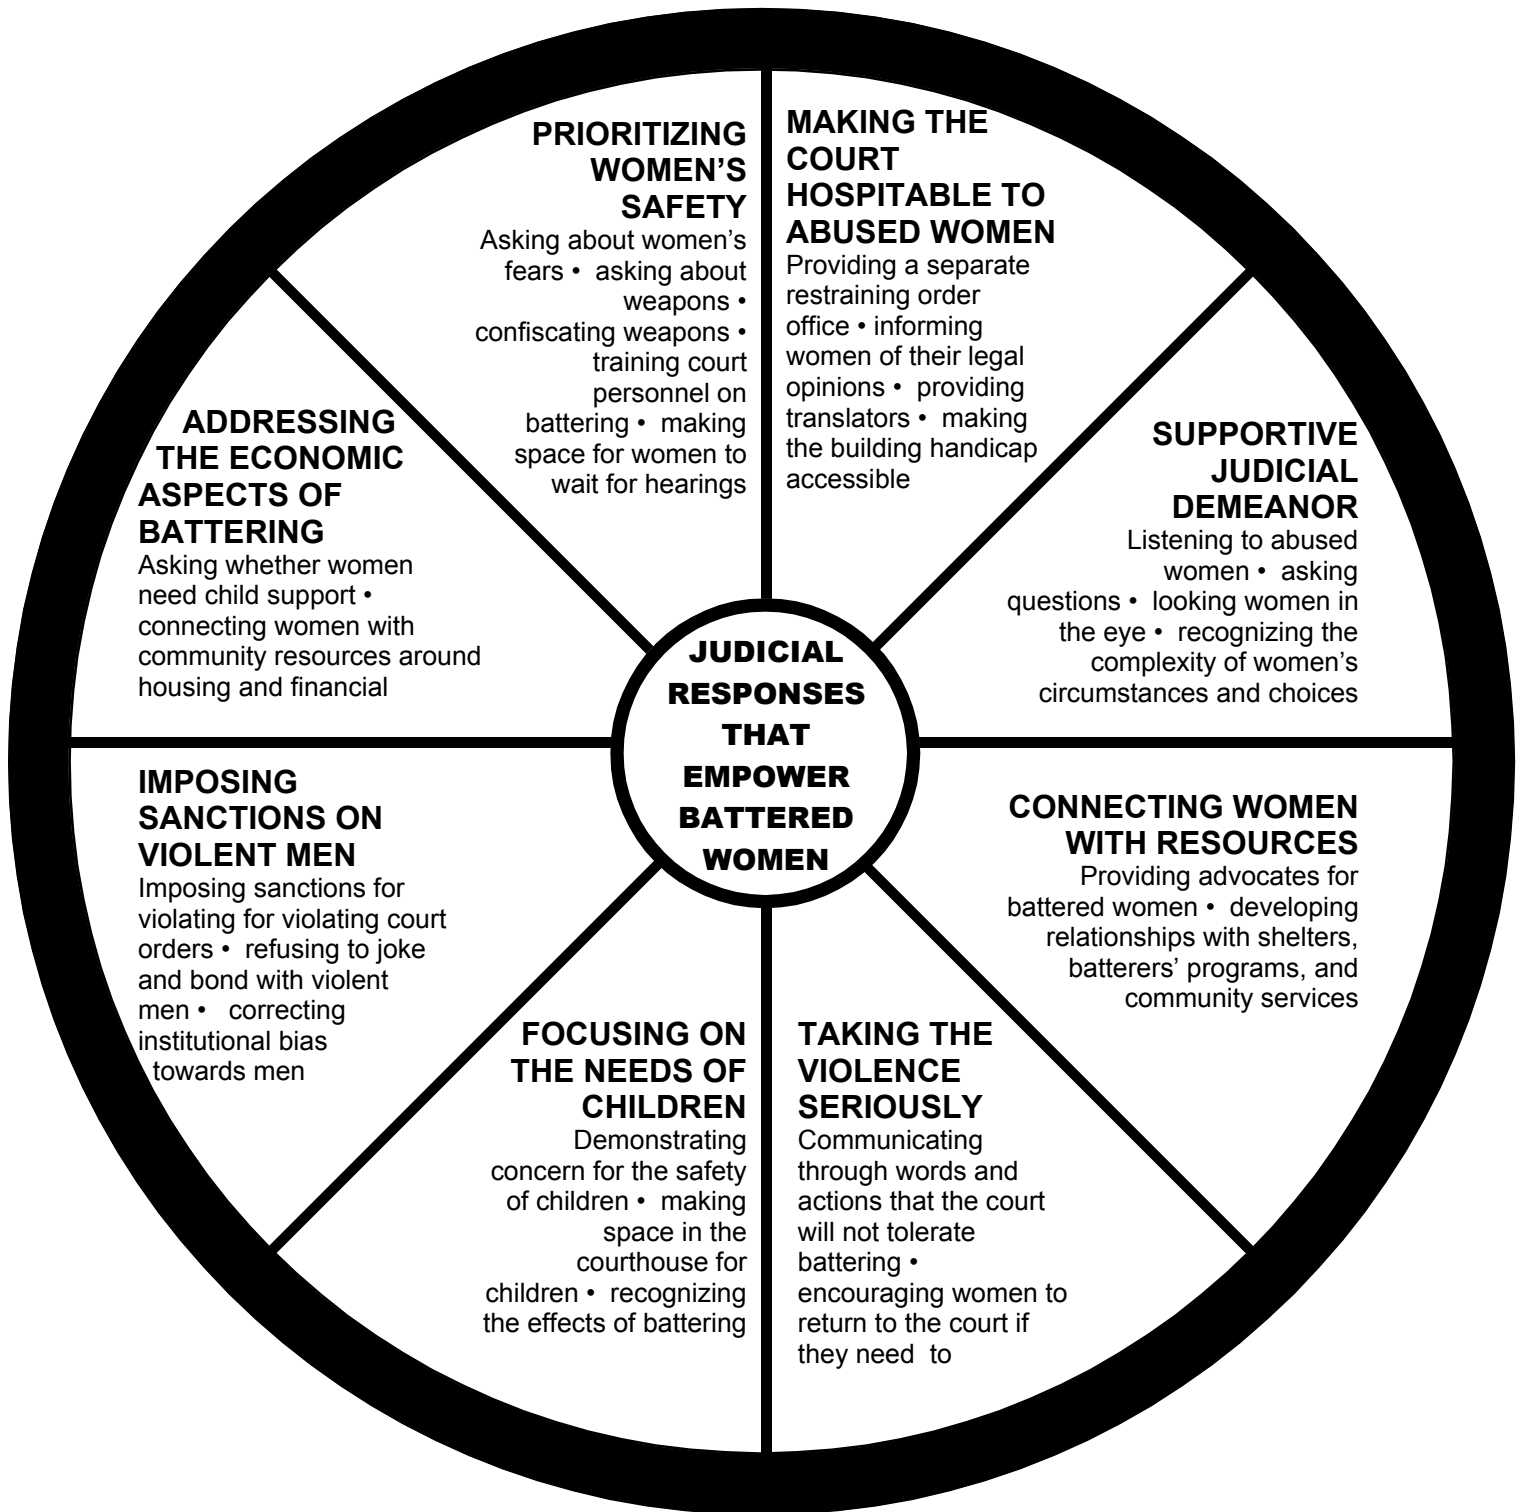 PRIORITIZING
WOMEN’S
SAFETY
Asking about women’s
fears •  asking about
weapons •
confiscating weapons •
training court
personnel on
battering •  making
space for women to
wait for hearings
MAKING THE
COURT
HOSPITABLE TO
ABUSED WOMEN
Providing a separate
restraining order
office • informing
women of their legal
opinions •  providing
translators •  making
the building handicap
accessible
SUPPORTIVE
JUDICIAL
DEMEANOR
Listening to abused
women •  asking
questions •  looking women in
the eye •  recognizing the
complexity of women’s
circumstances and choices
CONNECTING WOMEN
WITH RESOURCES
Providing advocates for
battered women •  developing
relationships with shelters,
batterers’ programs, and
community services
TAKING THE
VIOLENCE
SERIOUSLY
Communicating
through words and
actions that the court
will not tolerate
battering •
encouraging women to
return to the court if
they need  to
FOCUSING ON
THE NEEDS OF
CHILDREN
Demonstrating
concern for the safety
of children •  making
space in the
courthouse for
children •  recognizing
the effects of battering
IMPOSING
SANCTIONS ON
VIOLENT MEN
Imposing sanctions for
violating for violating court
orders •  refusing to joke
and bond with violent
men •   correcting
institutional bias
towards men
ADDRESSING
THE ECONOMIC
ASPECTS OF
BATTERING
Asking whether women
need child support •
connecting women with
community resources around
housing and financial
JUDICIAL
RESPONSES
THAT
EMPOWER
BATTERED
WOMEN